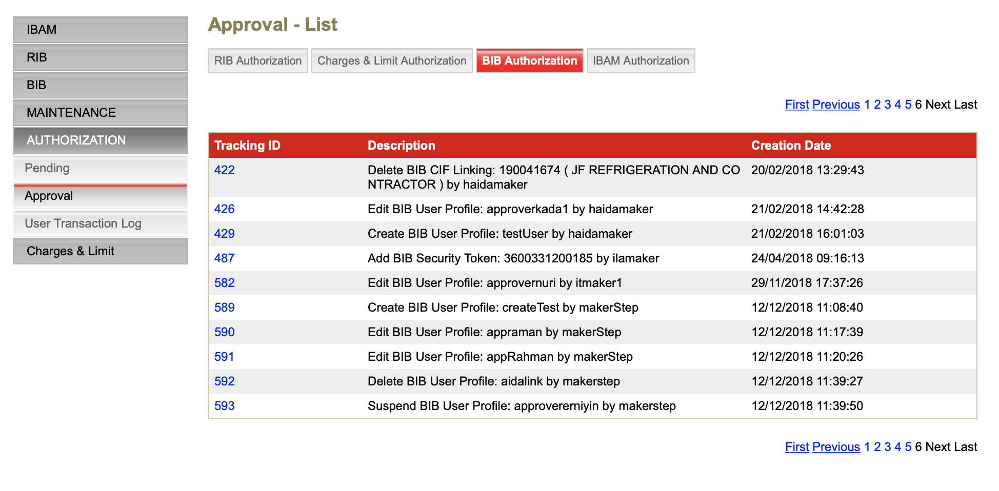 IBAM
RIB
BIB
MAINTENANCE
AUTHORIZATION
Pending
Approval
User Transaction Log
Charges & Limit
Approval - List
RIB Authorization Charges & Limit Authorization BIB Authorization IBAM Authorization
First Previous 1 2 3 4 5 6 Next Last
Tracking ID Description Creation Date
422 Delete BIB CIF Linking: 190041674 ( JF REFRIGERATION AND CO 20/02/2018 13:29:43
NTRACTOR ) by haidamaker
426 Edit BIB User Profile: approverkada1 by haidamaker 21/02/2018 14:42:28
429 Create BIB User Profile: testUser by haidamaker 21/02/2018 16:01:03
487 Add BIB Security Token: 3600331200185 by ilamaker 24/04/2018 09:16:13
582 Edit BIB User Profile: approvernuri by itmaker1 29/11/2018 17:37:26
589 Create BIB User Profile: createTest by makerStep 12/12/2018 11:08:40
590 Edit BIB User Profile: appraman by makerStep 12/12/2018 11:17:39
591 Edit BIB User Profile: appRahman by makerStep 12/12/2018 11:20:26
592 Delete BIB User Profile: aidalink by makerstep 12/12/2018 11:39:27
593 Suspend BIB User Profile: approvererniyin by makerstep 12/12/2018 11:39:50
First Previous 1 2 3 4 5 6 Next Last